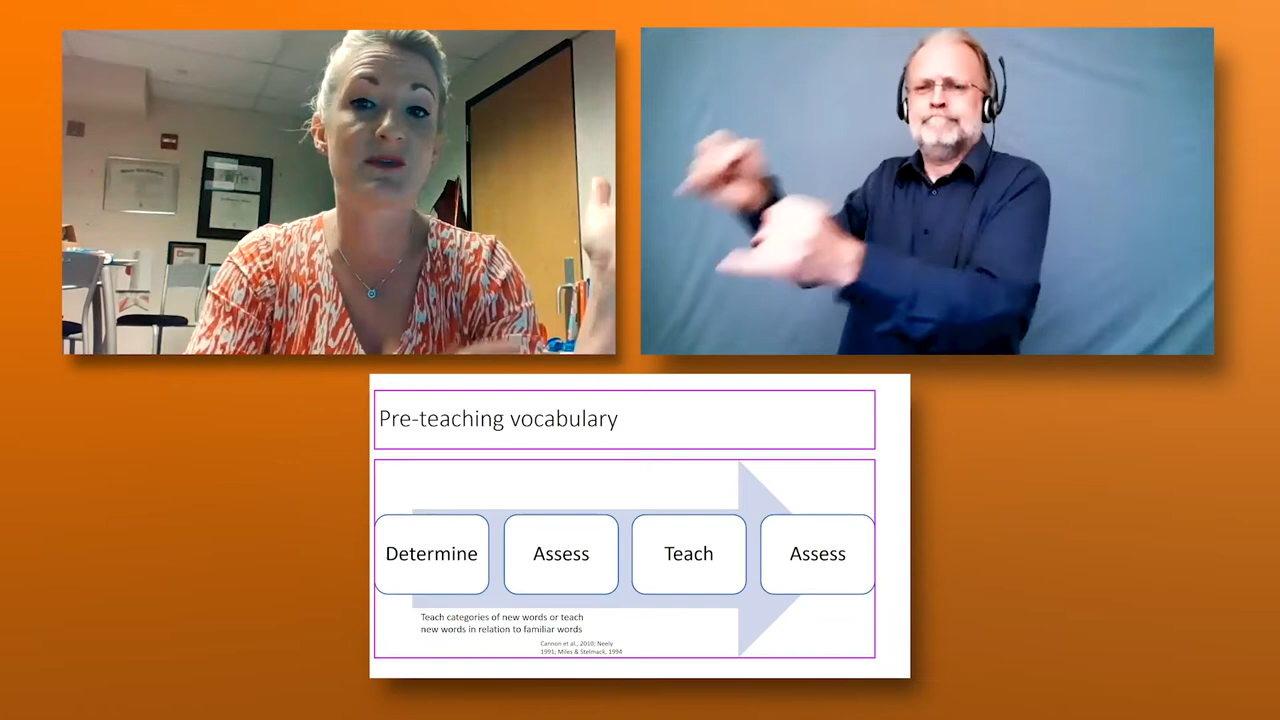 Pre-teaching vocabulary
Determine
Assess
Teach
Assess
Teach categories of new words or teach
new words in relation to familiar words
Cannon et al., 2010; Neely
1991; Miles & Stelmack, 1994